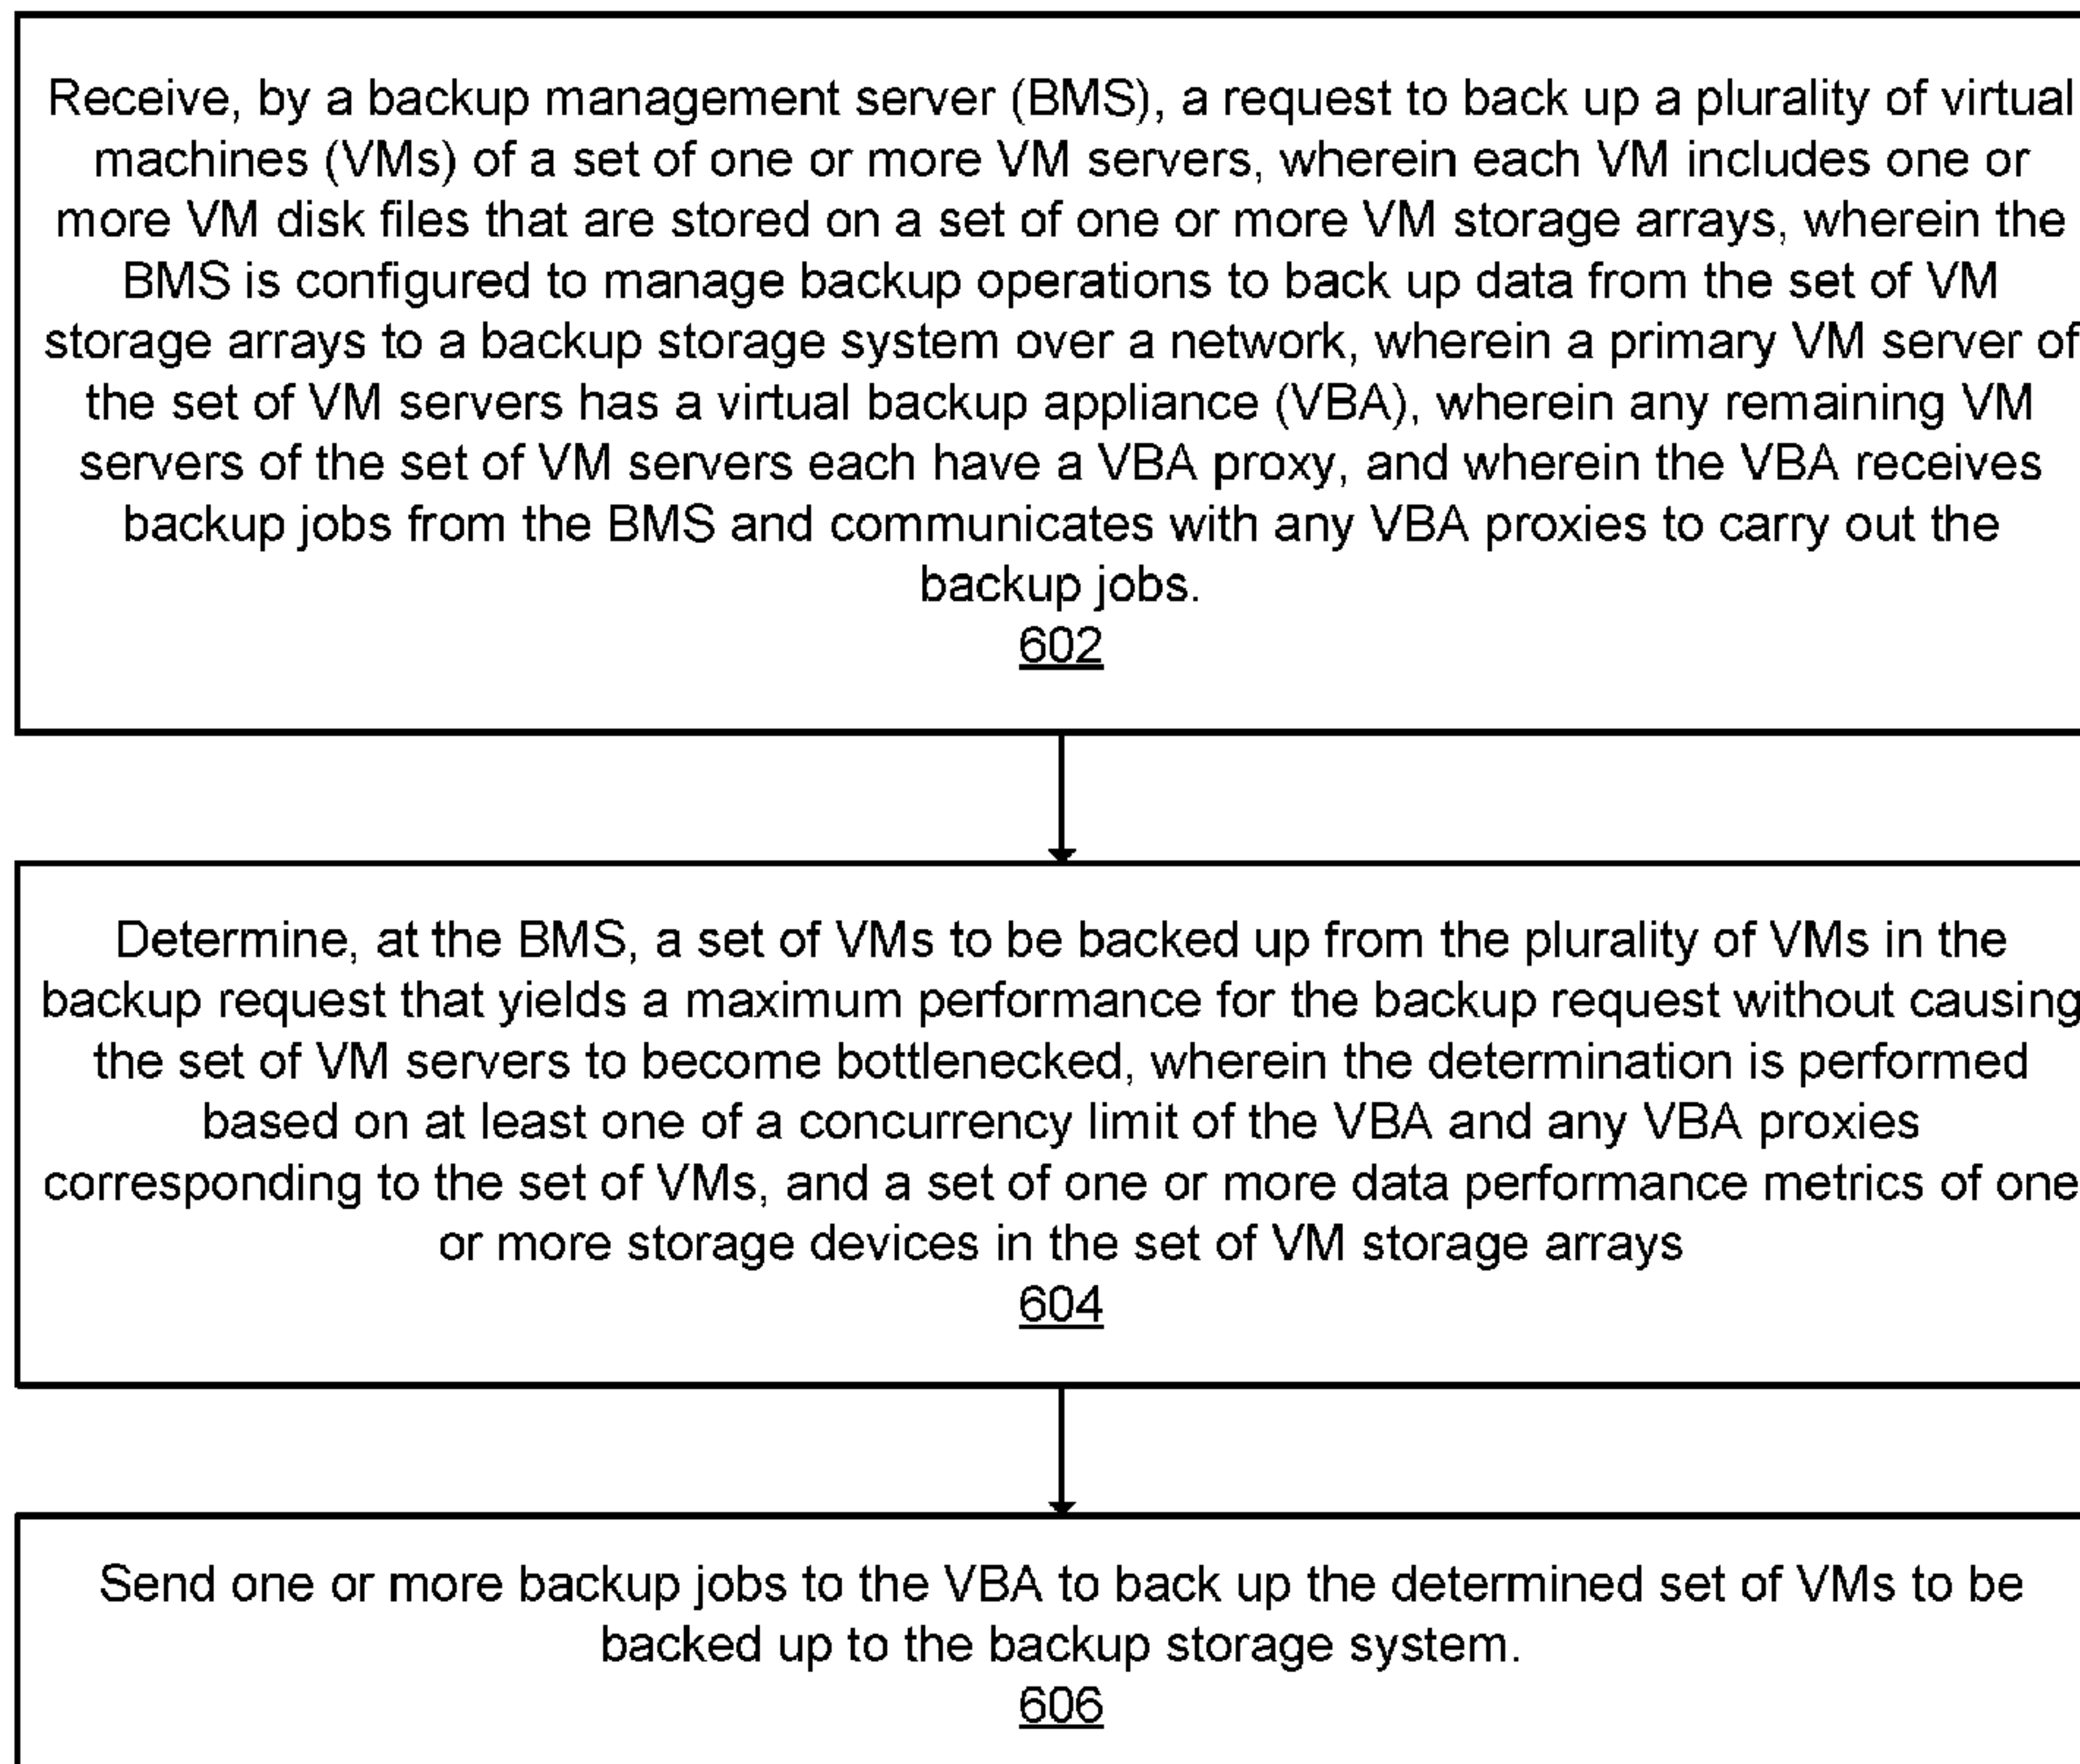 Receive, by a backup management server (BMS), a request to back up a plurality of virtual
machines (VMs) of a set of one or more VM servers, wherein each VM includes one or
more VM disk files that are stored on a set of one or more VM storage arrays, wherein the
BMS is configured to manage backup operations to back up data from the set of VM
storage arrays to a backup storage system over a network, wherein a primary VM server of
the set of VM servers has a virtual backup appliance (VBA), wherein any remaining VM
servers of the set of VM servers each have a VBA proxy, and wherein the VBA receives
backup jobs from the BMS and communicates with any VBA proxies to carry out the
backup jobs.
602
Determine, at the BMS, a set of VMs to be backed up from the plurality of VMs in the
backup request that yields a maximum performance for the backup request without causing
the set of VM servers to become bottlenecked, wherein the determination is performed
based on at least one of a concurrency limit of the VBA and any VBA proxies
corresponding to the set of VMs, and a set of one or more data performance metrics of one
or more storage devices in the set of VM storage arrays
604
Send one or more backup jobs to the VBA to back up the determined set of VMs to be
backed up to the backup storage system.
606